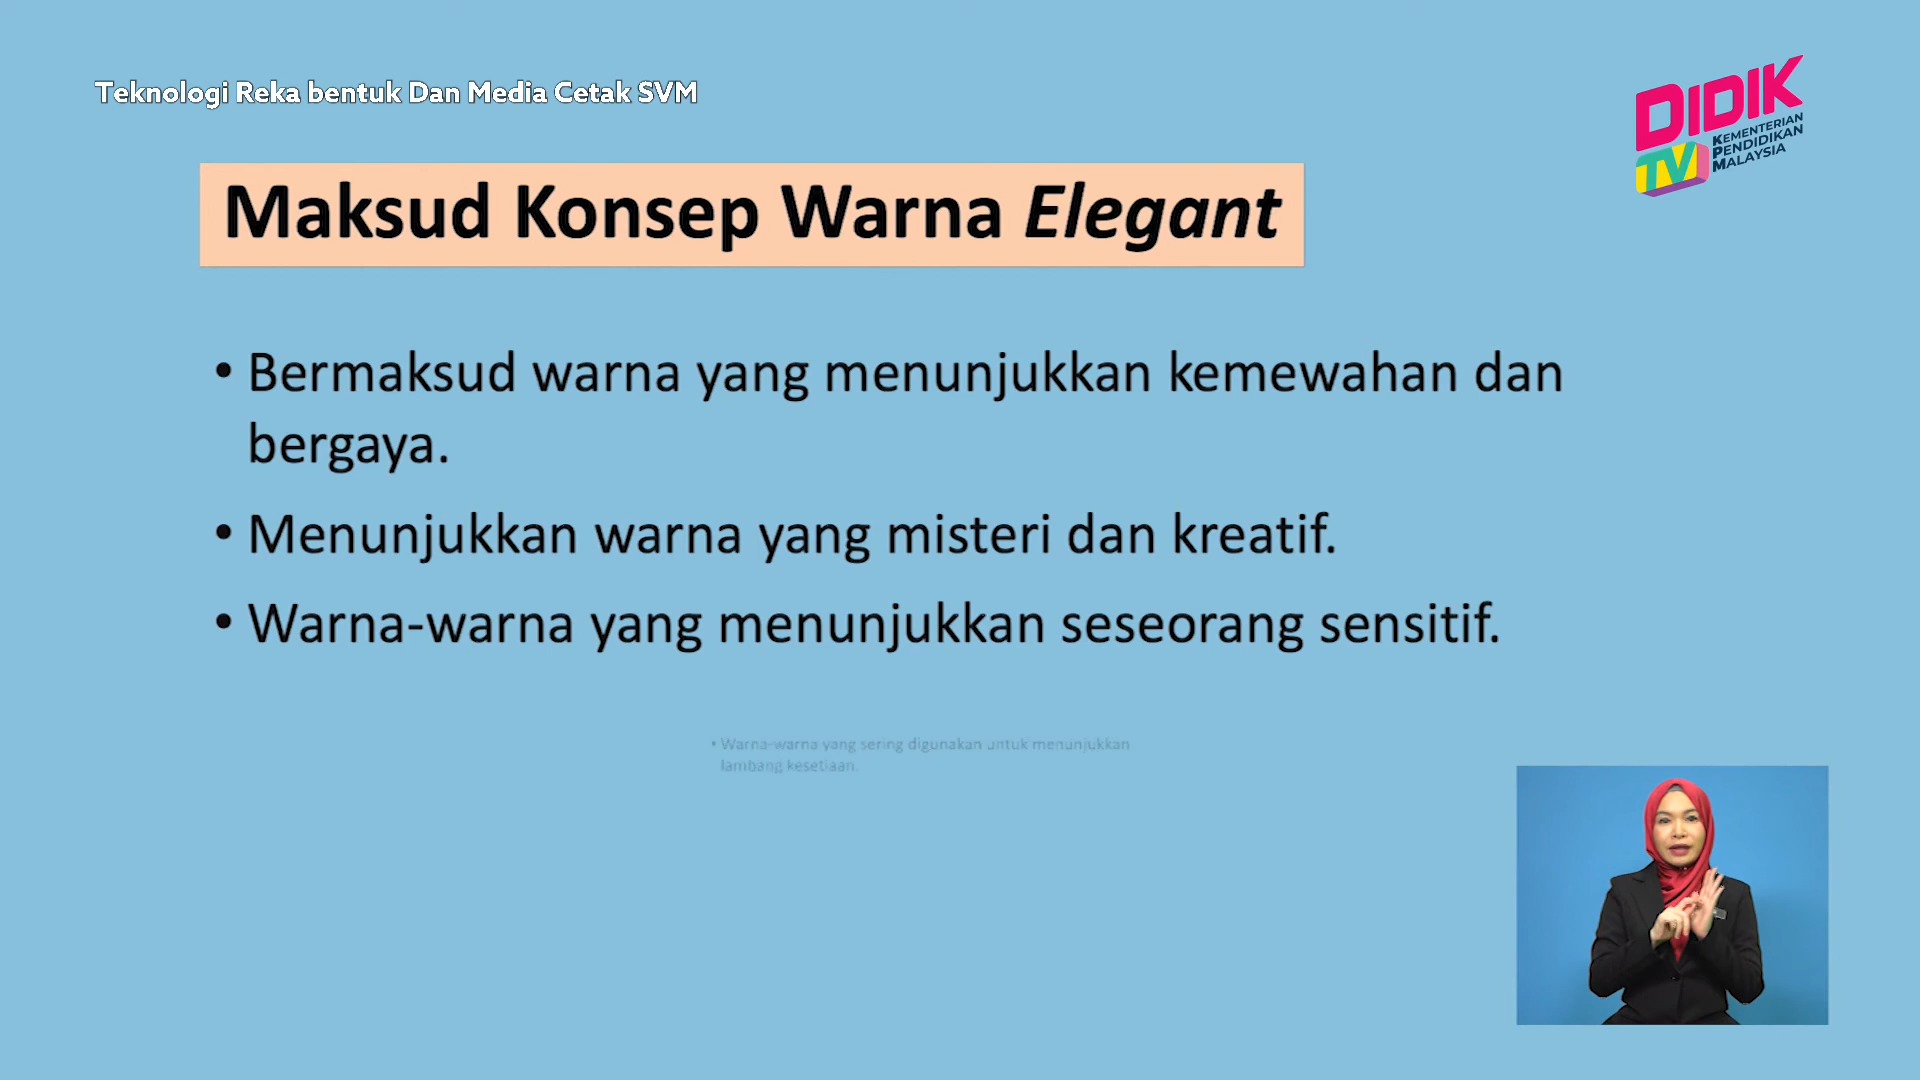 Teknologi Reka bentuk Dan Media Cetak SVM
DIDIK
TV
KEMENTERIAN
PENDIDIKAN
MALAYSIA
Maksud Konsep Warna Elegant
• Bermaksud warna yang menunjukkan kemewahan dan
bergaya.
• Menunjukkan warna yang misteri dan kreatif.
• Warna-warna yang menunjukkan seseorang sensitif.
• Warna-warna yang sering digunakan untuk menunjukkan
lambang kesetiaan.